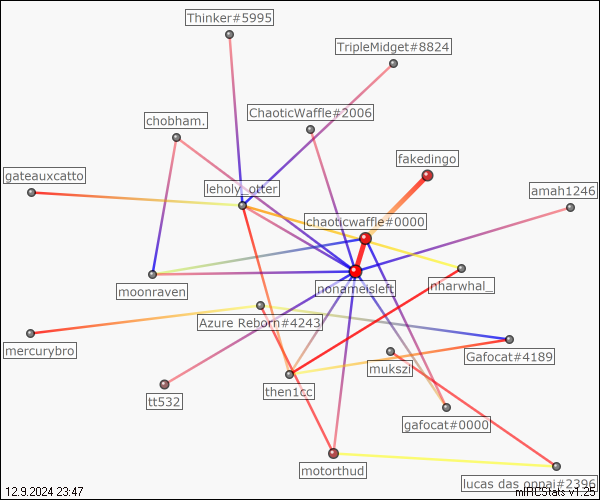 Thinker#5995
TripleMidget#8824
ChaoticWaffle#2006
chobham.
fakedingo
gateauxcatto
leholy_otter
amah1246
chaoticwaffle#0000
moonraven
nonamesleft
nharwhal_
Azure Reborn#4243
mercurybro
Gafocat#4189
mukszi
then1cc
tt532
gafocat#0000
motorthud
lucas das oppai#2396
12.9.2024 23:47
mIRCStats v1.25